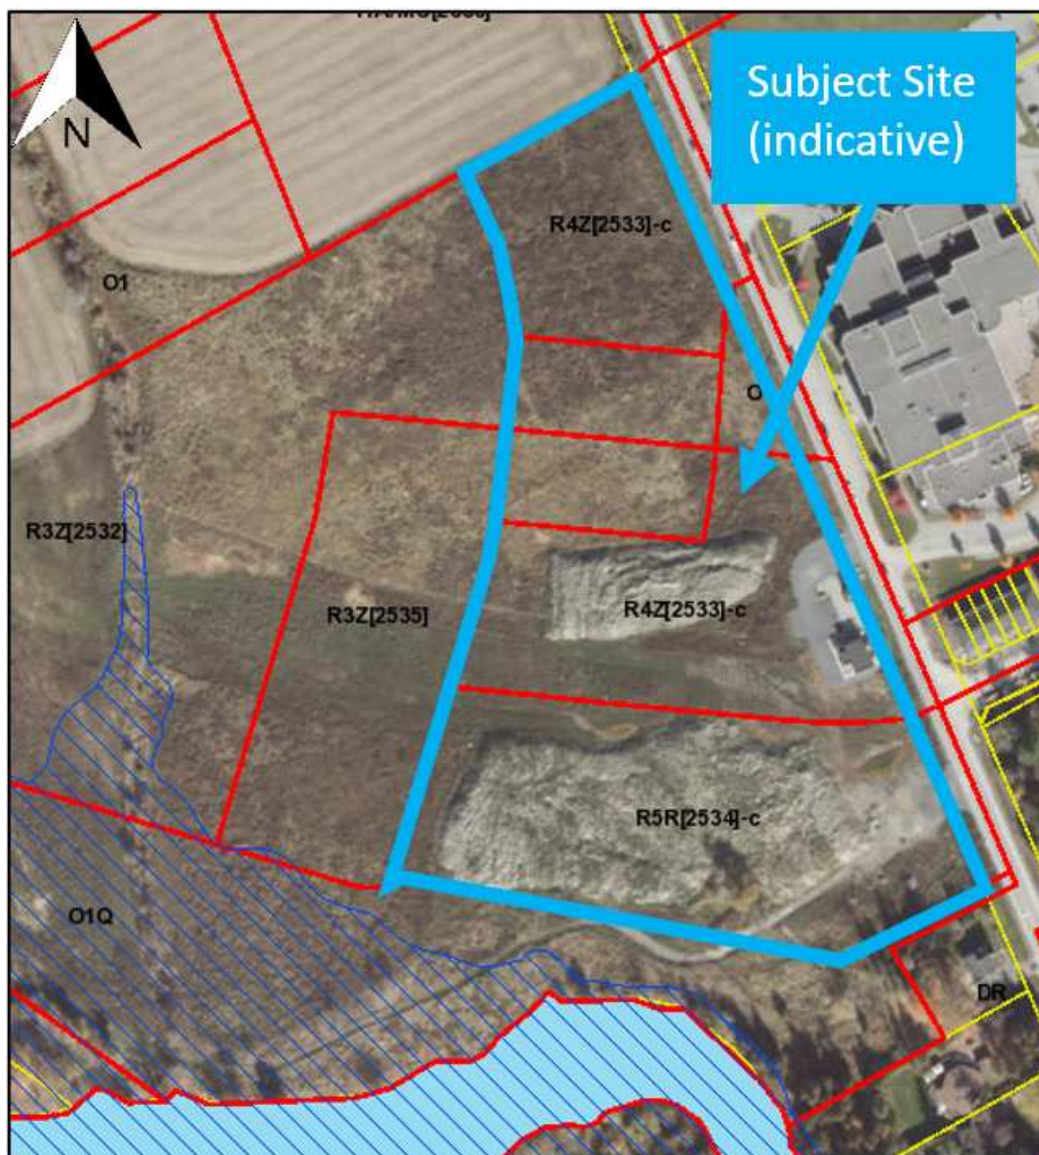 Subject Site
(indicative)
N
R4Z[2533]-c
O1
O
R3Z[2532]
R3Z[2535]
R4Z[2533]-c
R5R[2534]-c
O1Q
DR